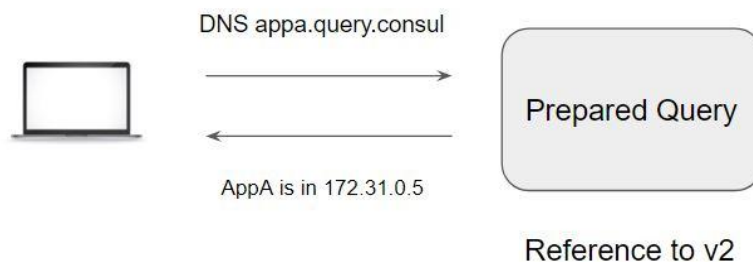 DNS appa.query.consul
Prepared Query
AppA is in 172.31.0.5
Reference to v2